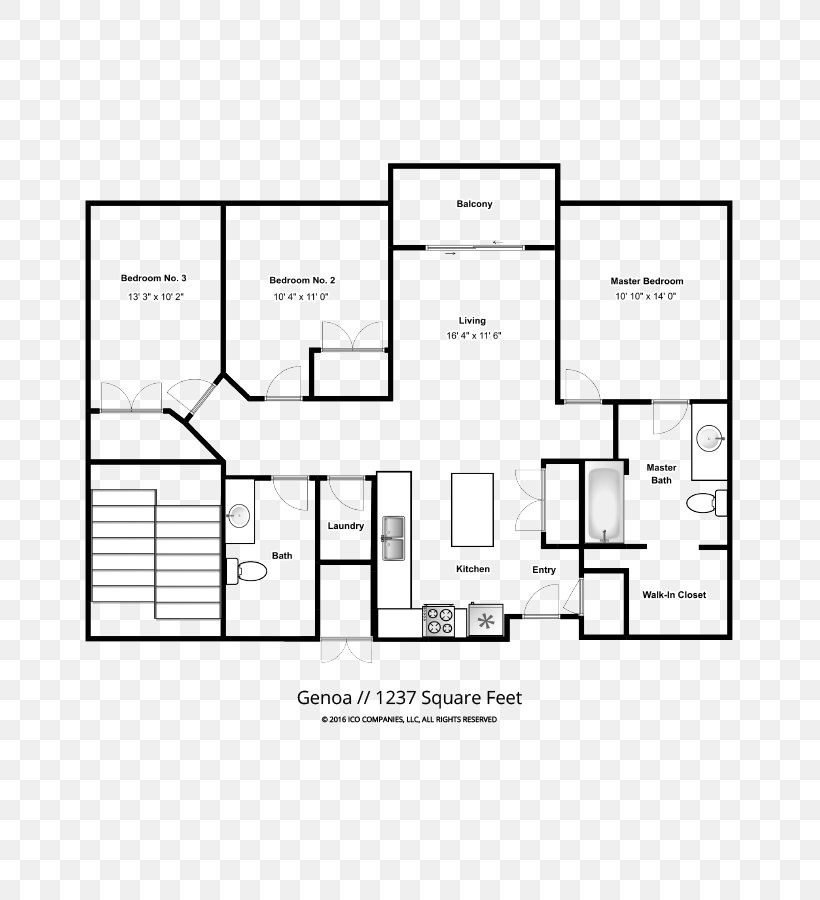 Balcony
Bedroom No. 3
13' 3" x 10' 2"
Bedroom No. 2
10' 4" x 11' 0"
Master Bedroom
10' 10" x 14' 0"
Living
16' 4" x 11' 6"
Master
Bath
Laundry
Bath
Kitchen
Entry
Walk-In Closet
Genoa // 1237 Square Feet
© 2016 ICO COMPANIES, LLC, ALL RIGHTS RESERVED